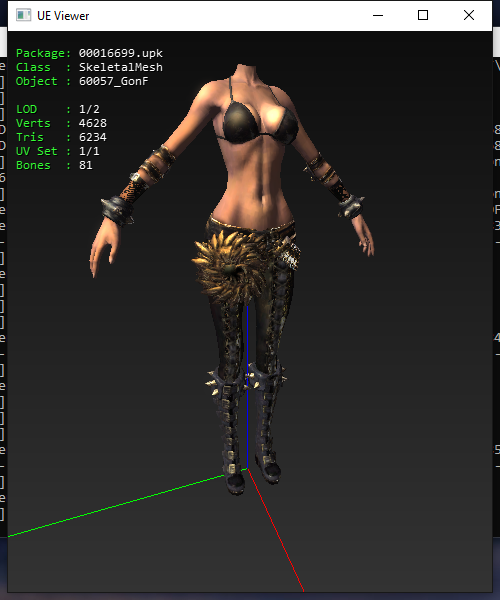 UE Viewer
Package: 00016699.upk
Class : SkeletalMesh
Object : 60057_GonF
LOD : 1/2
Verts : 4628
Tris : 6234
UV Set : 1/1
Bones : 81